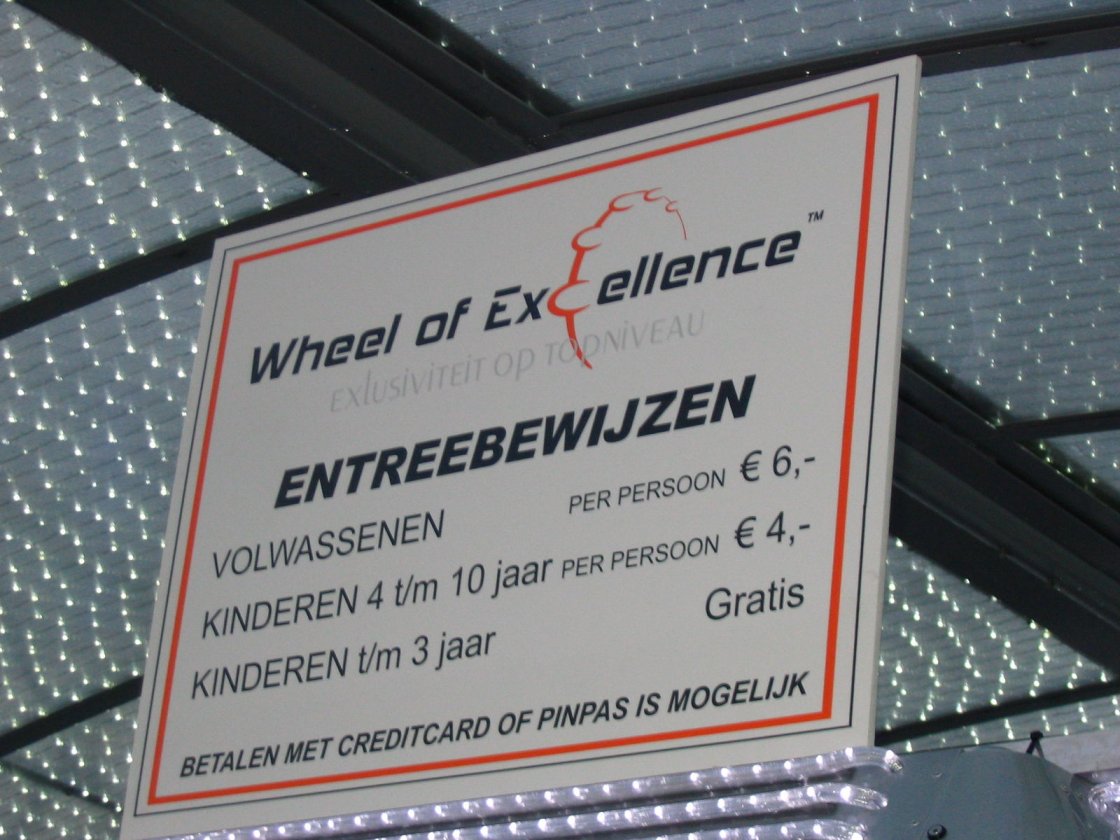 Wheel of Excellence™
EXLUSIVITEIT OP TOPNIVEAU
ENTREEBEWIJZEN
VOLWASSENEN PER PERSOON € 6,-
KINDEREN 4 t/m 10 jaar PER PERSOON € 4,-
KINDEREN t/m 3 jaar Gratis
BETALEN MET CREDITCARD OF PINPAS IS MOGELIJK